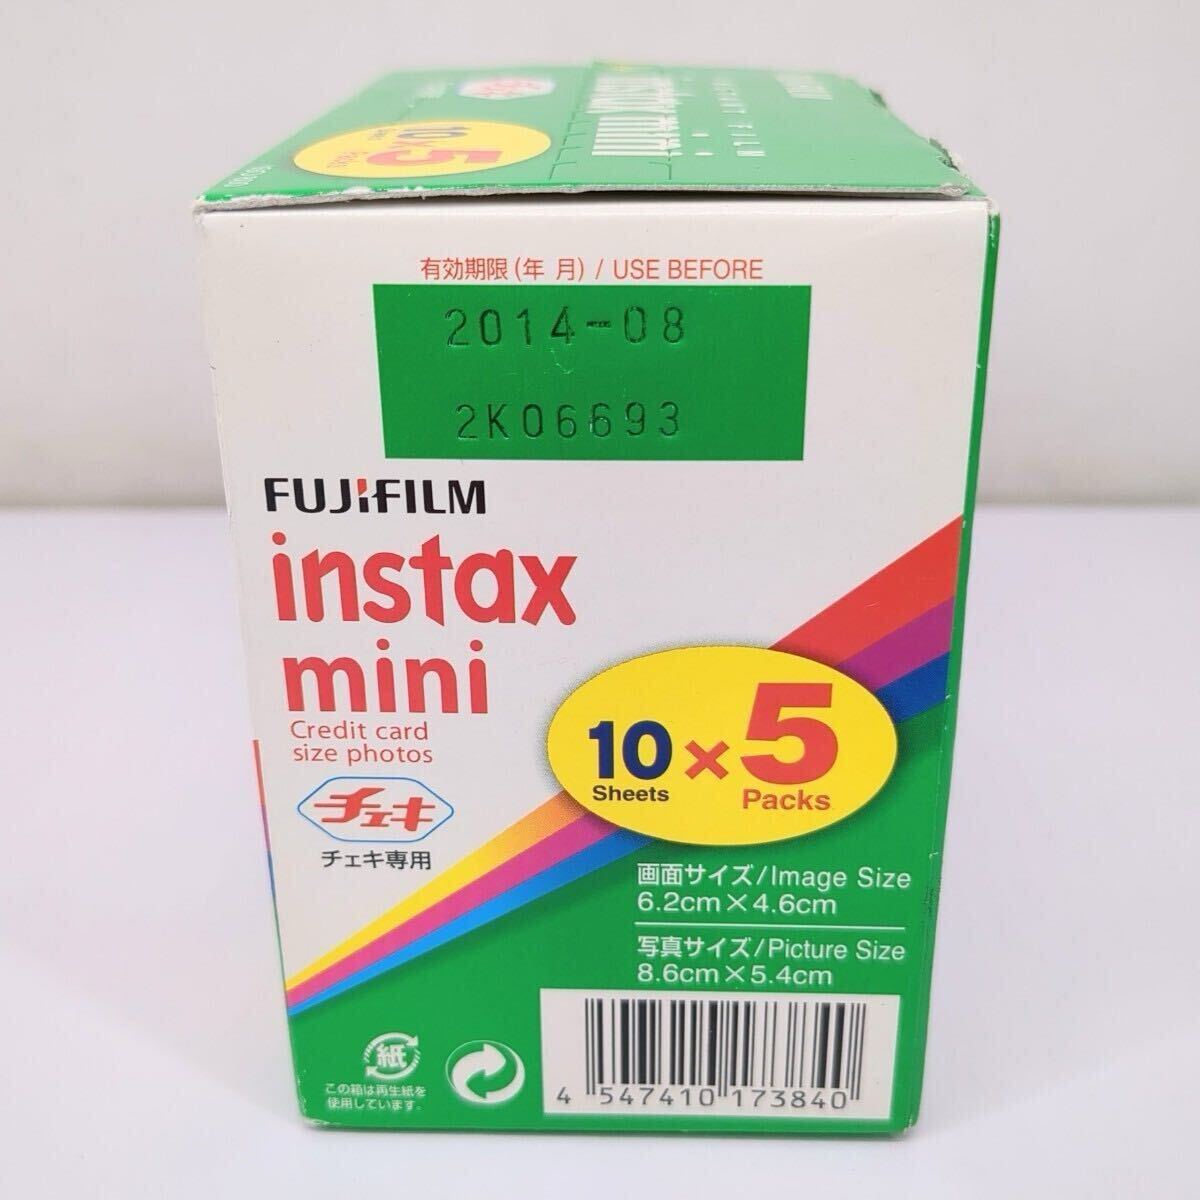 10×5
有効期限(年 月) / USE BEFORE
2014-08
2K06693
FUJIFILM
instax
mini
Credit card
size photos
チェキ
チェキ専用
10 × 5
Sheets Packs
画面サイズ/Image Size
6.2cm×4.6cm
写真サイズ/Picture Size
8.6cm×5.4cm
紙
この箱は再生紙を
使用しています。
4 547410 173840